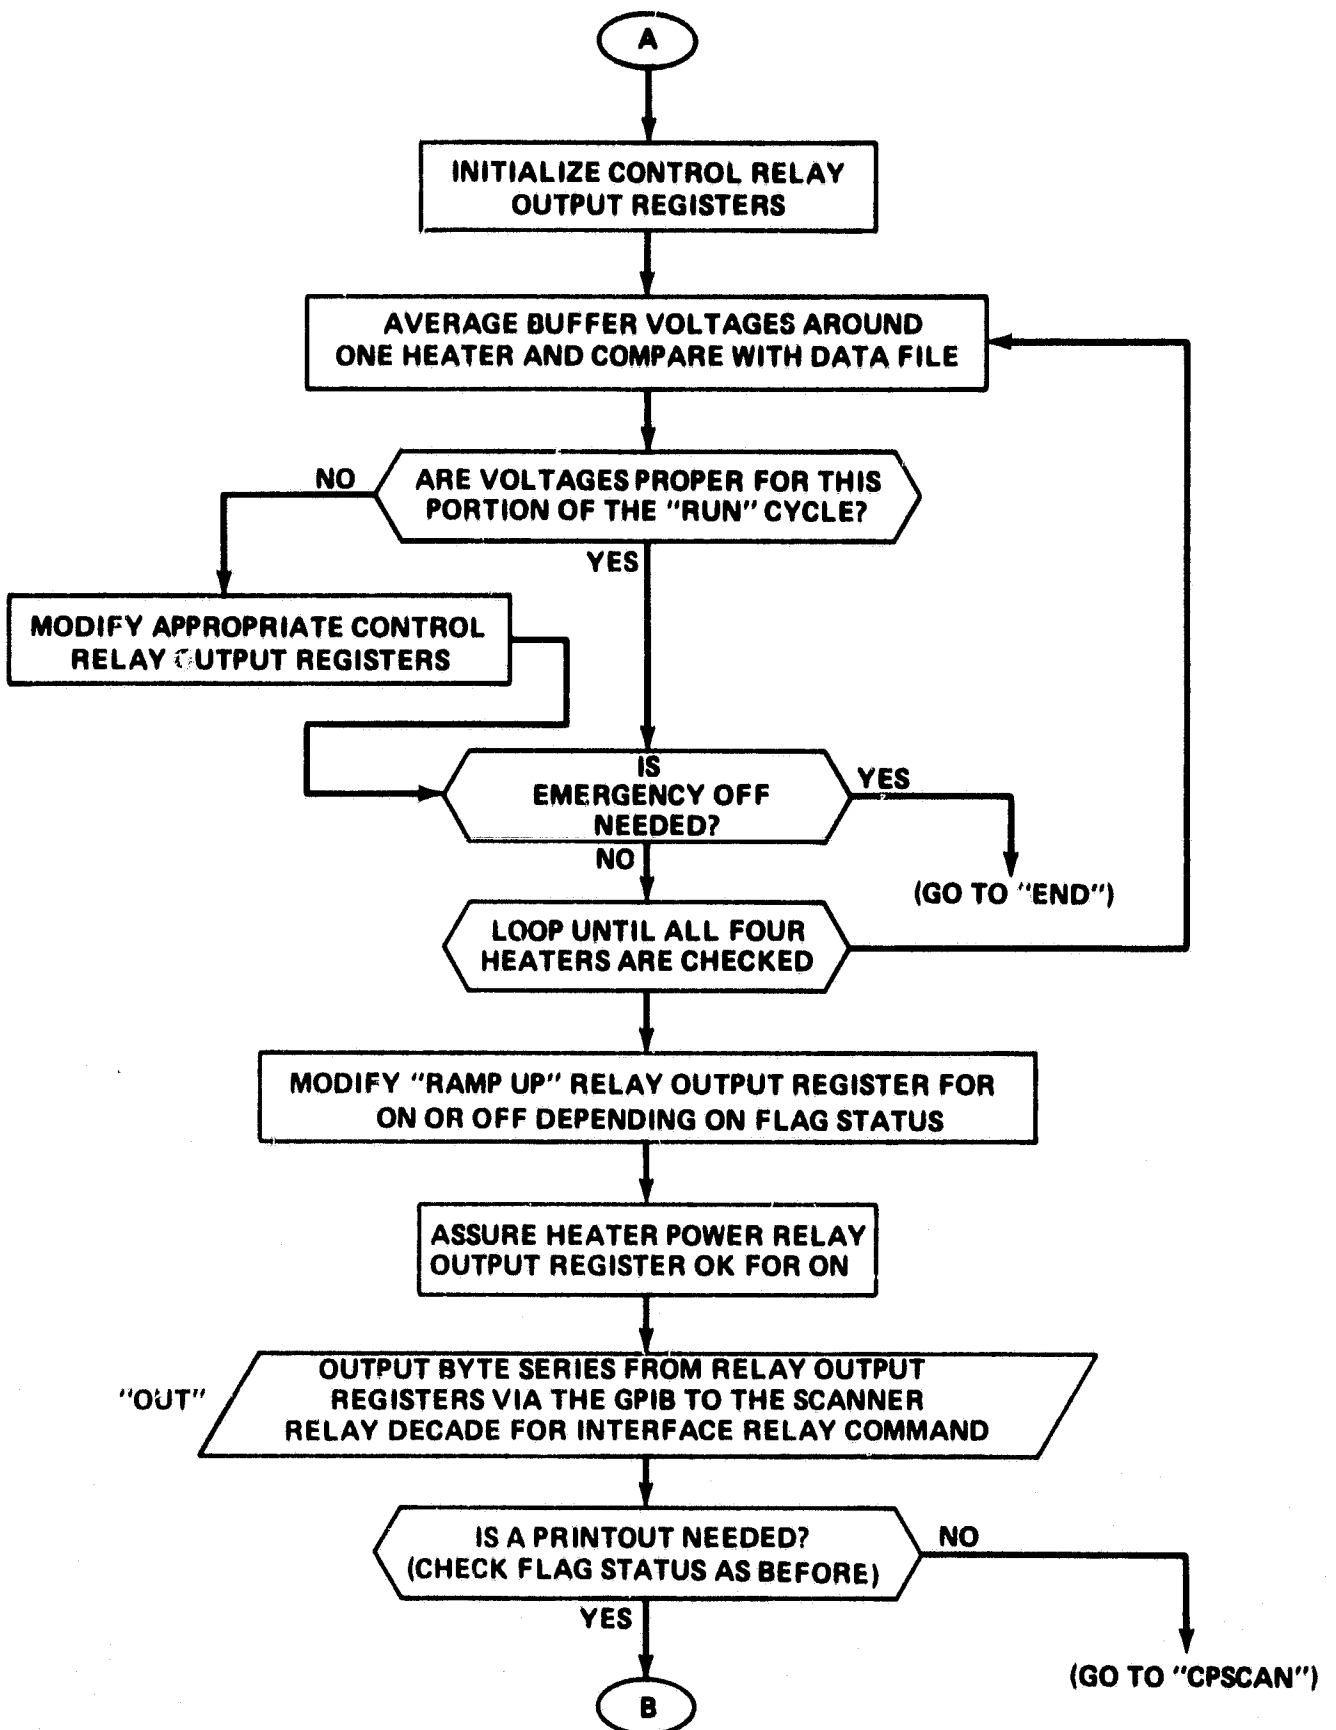 A
INITIALIZE CONTROL RELAY
OUTPUT REGISTERS
AVERAGE BUFFER VOLTAGES AROUND
ONE HEATER AND COMPARE WITH DATA FILE
NO
ARE VOLTAGES PROPER FOR THIS
PORTION OF THE "RUN" CYCLE?
YES
MODIFY APPROPRIATE CONTROL
RELAY OUTPUT REGISTERS
IS
EMERGENCY OFF
NEEDED?
YES
NO
(GO TO "END")
LOOP UNTIL ALL FOUR
HEATERS ARE CHECKED
MODIFY "RAMP UP" RELAY OUTPUT REGISTER FOR
ON OR OFF DEPENDING ON FLAG STATUS
ASSURE HEATER POWER RELAY
OUTPUT REGISTER OK FOR ON
"OUT"
OUTPUT BYTE SERIES FROM RELAY OUTPUT
REGISTERS VIA THE GPIB TO THE SCANNER
RELAY DECADE FOR INTERFACE RELAY COMMAND
IS A PRINTOUT NEEDED?
(CHECK FLAG STATUS AS BEFORE)
NO
YES
(GO TO "CPSCAN")
B